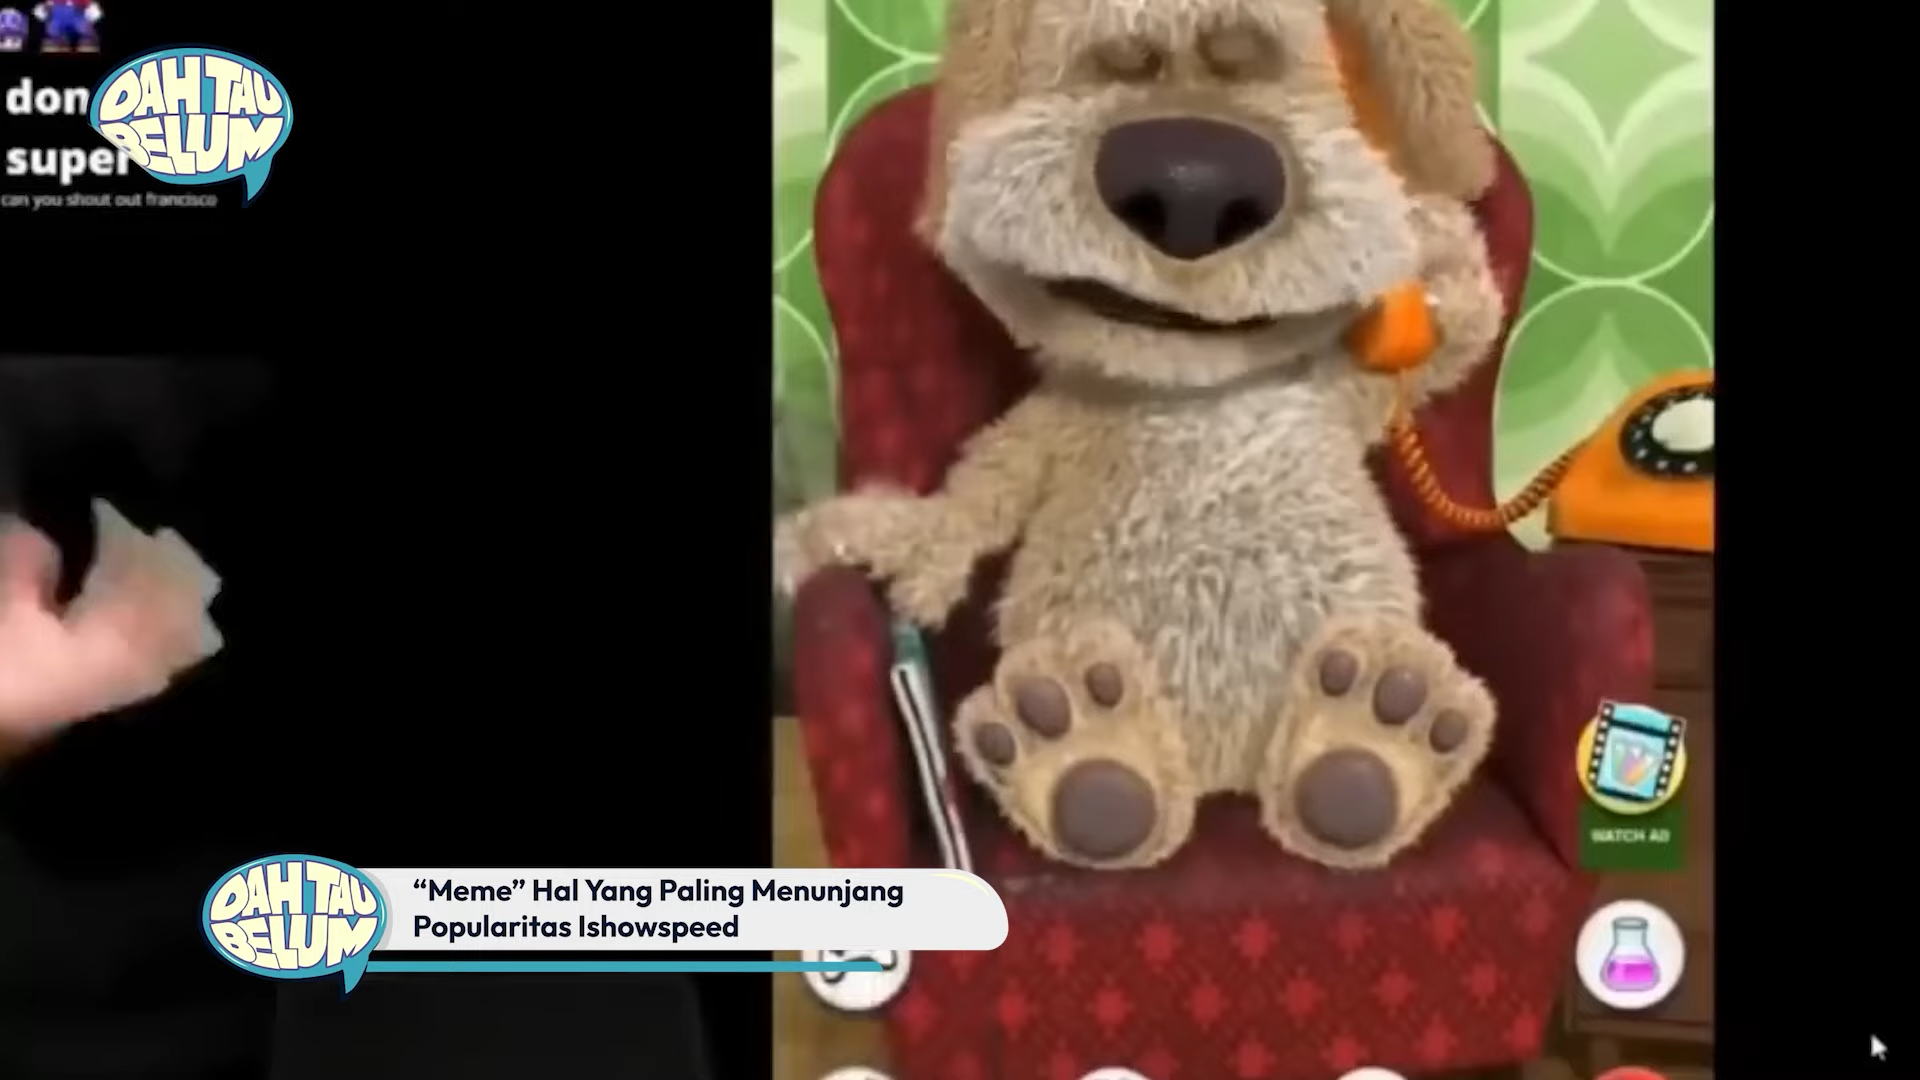 don
super
can you shout out francisco
DAH TAU
BELUM
WATCH AD
DAH TAU
BELUM
“Meme” Hal Yang Paling Menunjang
Popularitas Ishowspeed